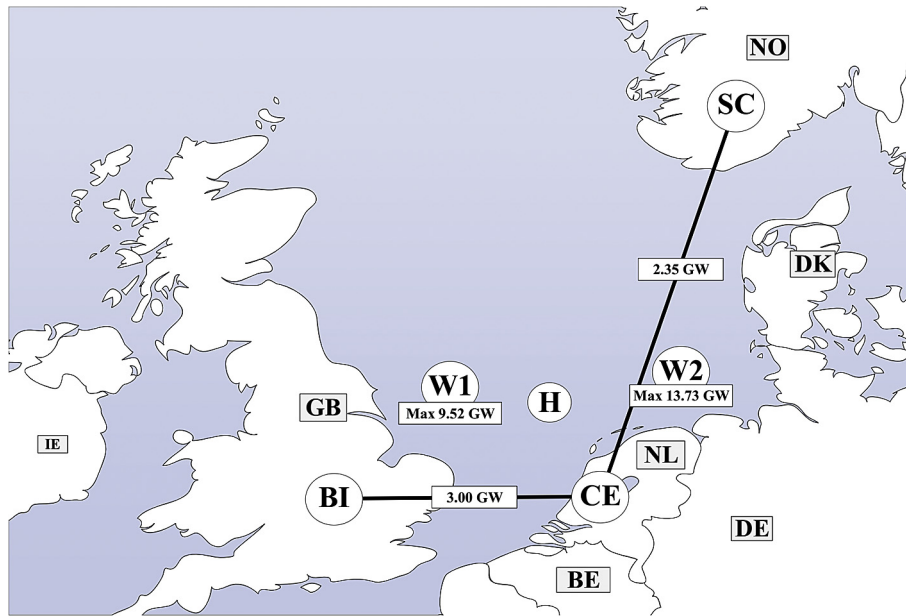 NO
SC
2.35 GW
DK
W1
Max 9.52 GW
W2
Max 13.73 GW
H
GB
IE
NL
BI
3.00 GW
CE
DE
BE